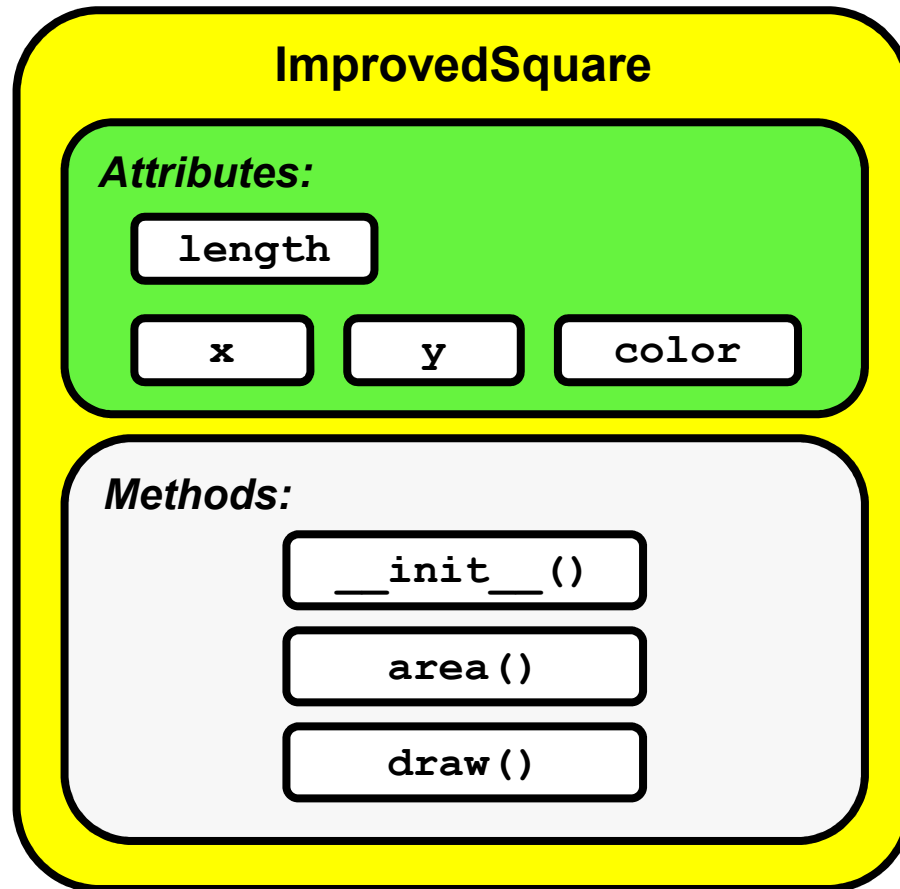 ImprovedSquare
Attributes:
length
x y color
Methods:
__init__()
area()
draw()